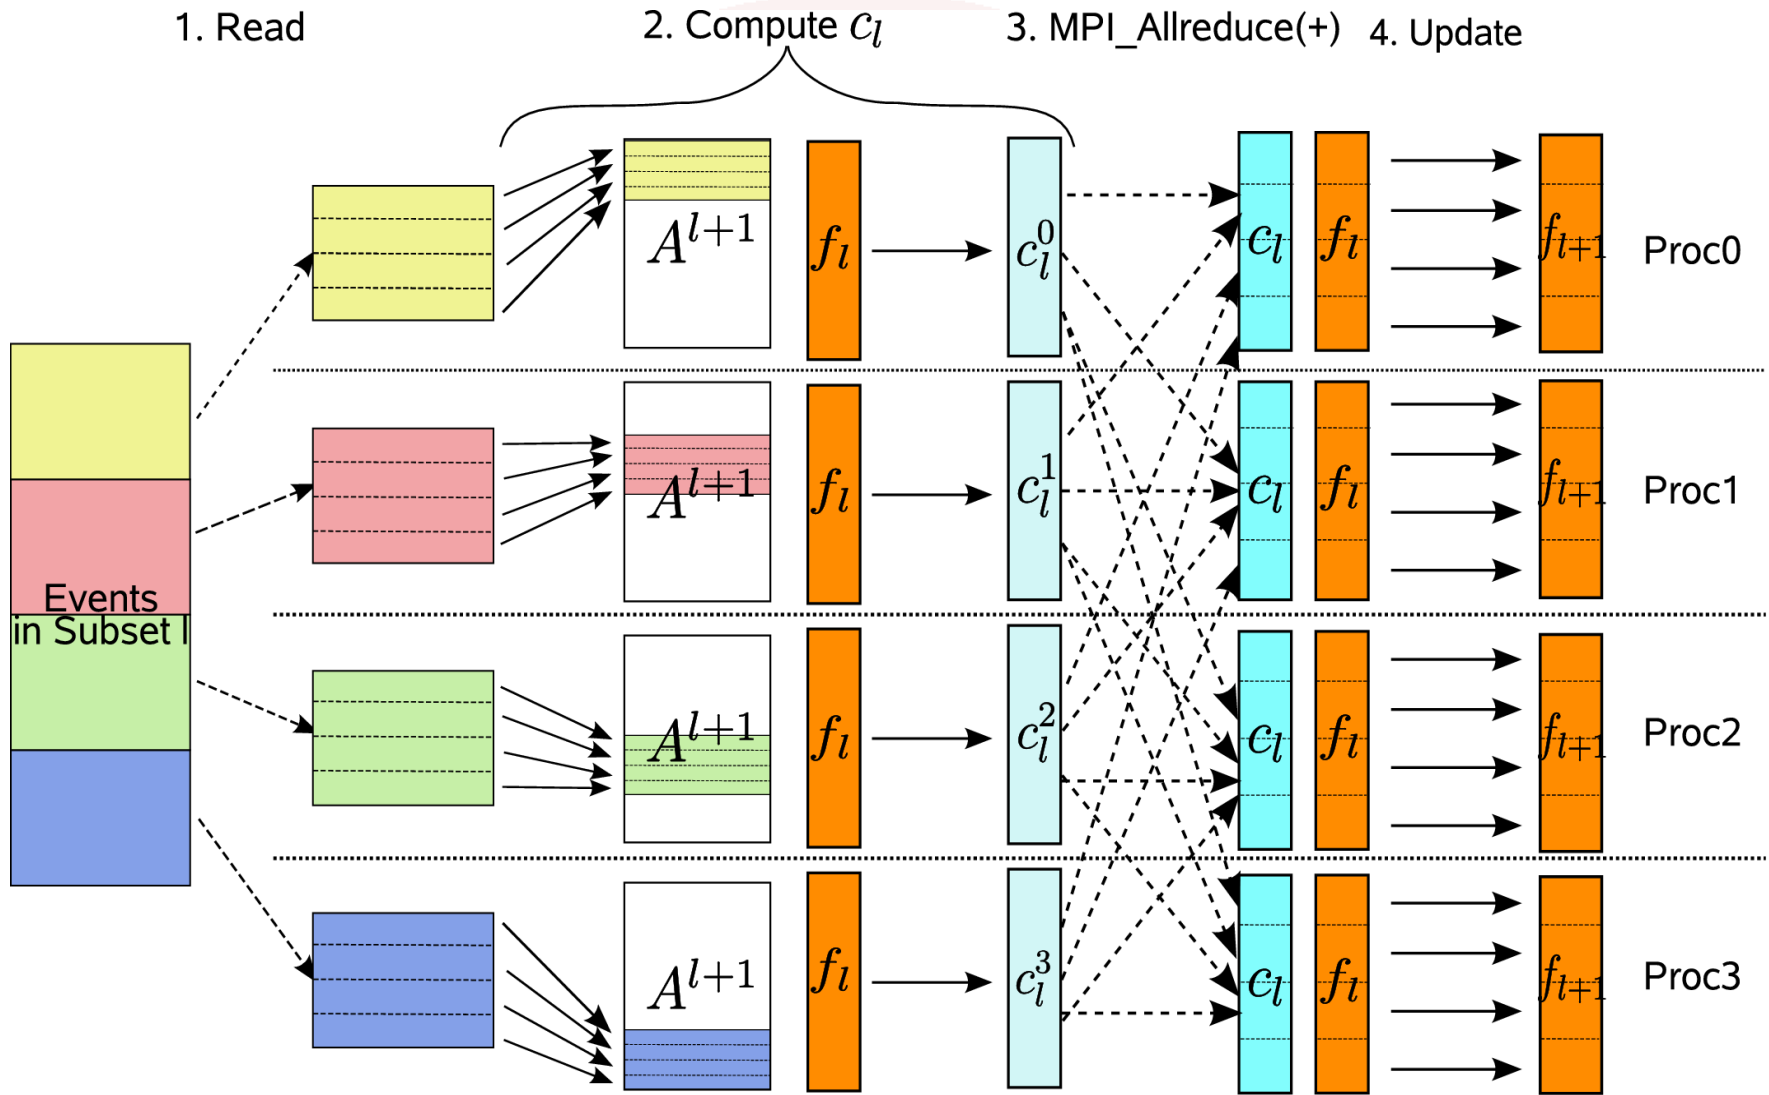 1. Read
2. Compute c_l
3. MPI_Allreduce(+)
4. Update
A^{l+1}
f_l
c_l^0
c_l
f_l
f_{l+1}
Proc0
A^{l+1}
f_l
c_l^1
c_l
f_l
f_{l+1}
Proc1
Events
in Subset l
A^{l+1}
f_l
c_l^2
c_l
f_l
f_{l+1}
Proc2
A^{l+1}
f_l
c_l^3
c_l
f_l
f_{l+1}
Proc3